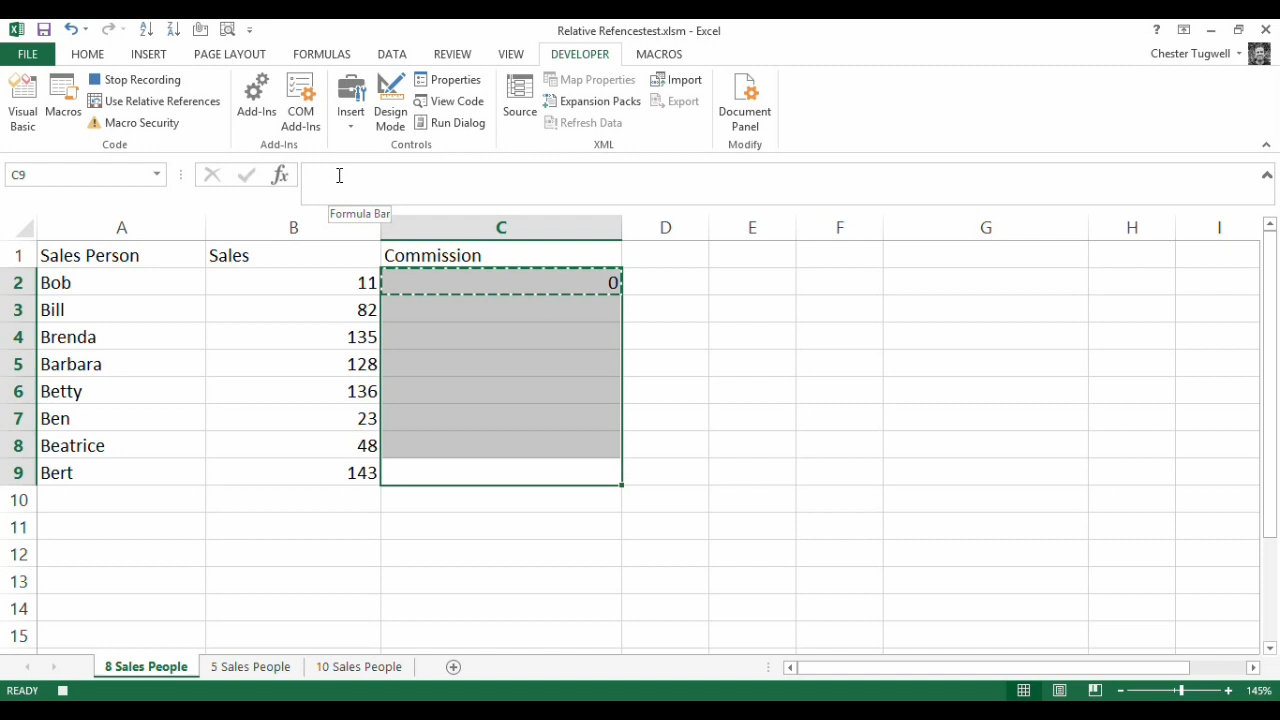 Relative Refencestest.xlsm - Excel
?
FILE HOME INSERT PAGE LAYOUT FORMULAS DATA REVIEW VIEW DEVELOPER MACROS Chester Tugwell
Visual Basic
Macros
Stop Recording
Use Relative References
Macro Security
Code
Add-Ins
COM Add-Ins
Add-Ins
Insert
Design Mode
Properties
View Code
Run Dialog
Controls
Source
Map Properties
Expansion Packs
Refresh Data
Import
Export
XML
Document Panel
Modify
C9 fx
Formula Bar
A B C D E F G H I
1 Sales Person Sales Commission
2 Bob 11 0
3 Bill 82
4 Brenda 135
5 Barbara 128
6 Betty 136
7 Ben 23
8 Beatrice 48
9 Bert 143
10
11
12
13
14
15
8 Sales People 5 Sales People 10 Sales People
READY 145%